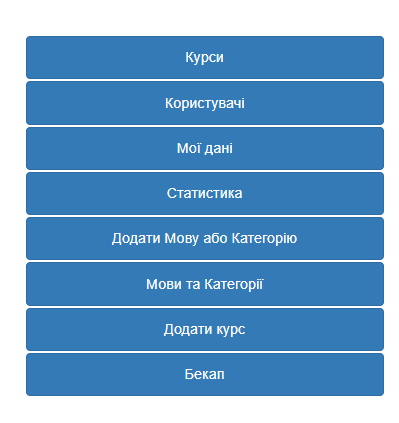 Курси
Користувачі
Мої дані
Статистика
Додати Мову або Категорію
Мови та Категорії
Додати курс
Бекап